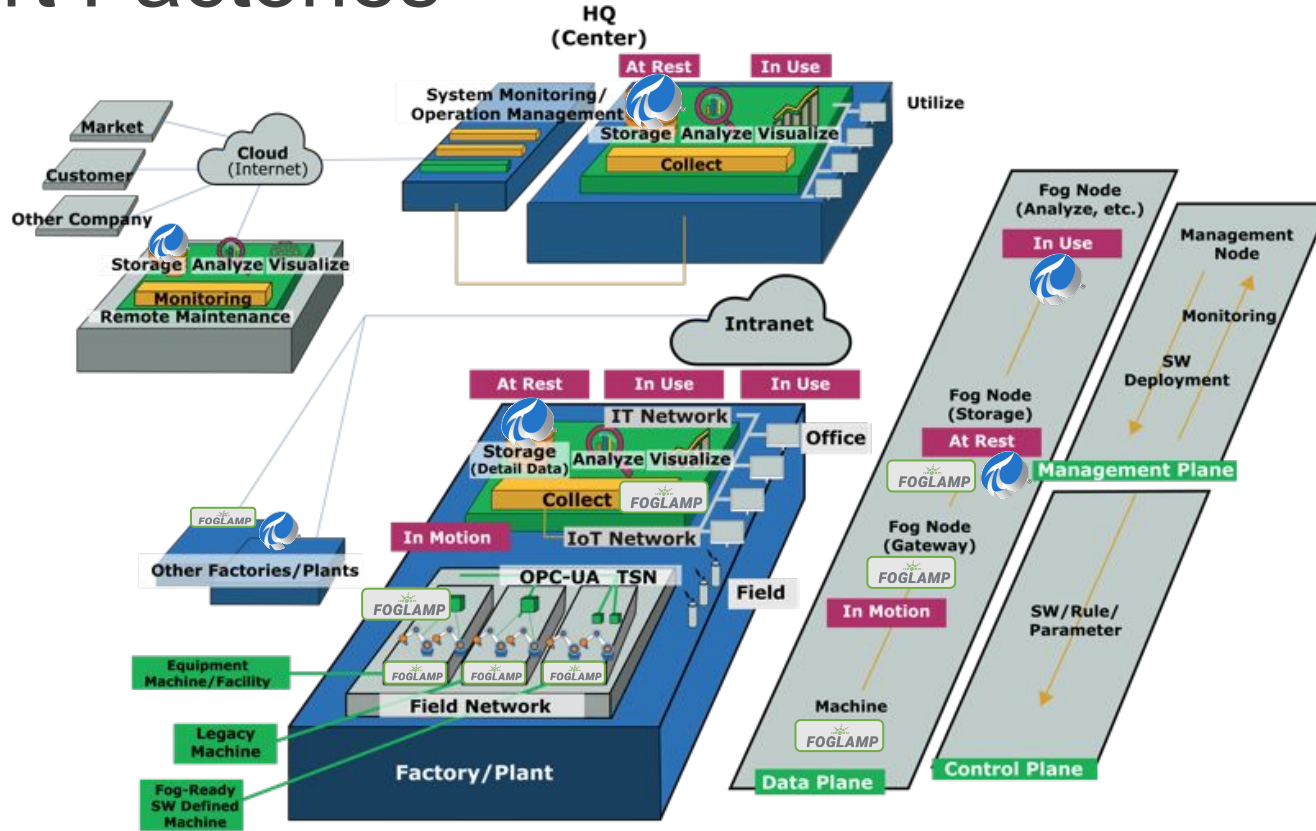 rt Factories
HQ
(Center)
At Rest
In Use
System Monitoring/
Operation Management
Storage
Analyze
Visualize
Collect
Utilize
Market
Customer
Other Company
Cloud
(Internet)
Storage
Analyze
Visualize
Monitoring
Remote Maintenance
Intranet
At Rest
In Use
In Use
IT Network
Office
Storage
(Detail Data)
Analyze
Visualize
Collect
FOGLAMP
IoT Network
In Motion
FOGLAMP
Other Factories/Plants
OPC-UA TSN
Field
FOGLAMP
FOGLAMP
FOGLAMP
FOGLAMP
Field Network
Equipment
Machine/Facility
Legacy
Machine
Fog-Ready
SW Defined
Machine
Factory/Plant
Fog Node
(Analyze, etc.)
In Use
Fog Node
(Storage)
At Rest
FOGLAMP
Fog Node
(Gateway)
FOGLAMP
In Motion
Machine
FOGLAMP
Data Plane
Management
Node
Monitoring
SW
Deployment
Management Plane
SW/Rule/
Parameter
Control Plane